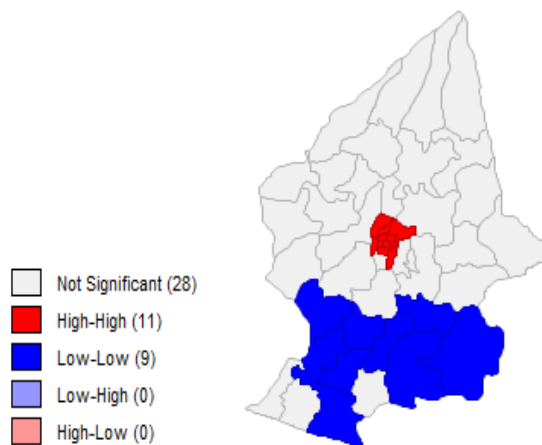 Not Significant (28)
High-High (11)
Low-Low (9)
Low-High (0)
High-Low (0)